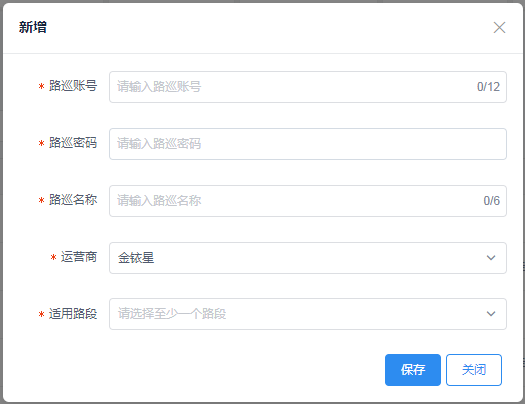 新增
* 路巡账号 请输入路巡账号 0/12
* 路巡密码 请输入路巡密码
* 路巡名称 请输入路巡名称 0/6
* 运营商 金铱星
* 适用路段 请选择至少一个路段
保存 关闭